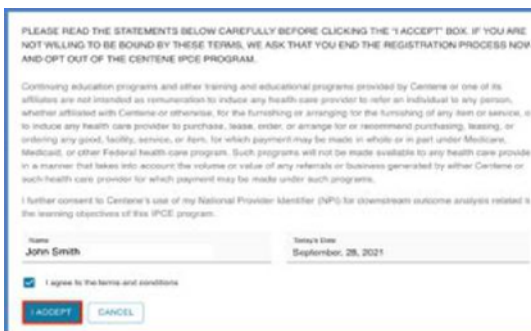 PLEASE READ THE STATEMENTS BELOW CAREFULLY BEFORE CLICKING THE "I ACCEPT" BOX. IF YOU ARE
NOT WILLING TO BE BOUND BY THESE TERMS, WE ASK THAT YOU END THE REGISTRATION PROCESS NOW
AND OPT OUT OF THE CENTENE IPCE PROGRAM.
Continuing education programs and other training and educational programs provided by Centene or one of its
affiliates are not intended as remuneration to induce any health care provider to refer an individual to any person,
whether affiliated with Centene or otherwise, for the furnishing or arranging for the furnishing of any item or service, o
to induce any health care provider to purchase, lease, order, or arrange for or recommend purchasing, leasing, or
ordering any good, facility, service, or item, for which payment may be made in whole or in part under Medicare,
Medicaid, or other Federal health care program. Such programs will not be made available to any health care provide
in a manner that takes into account the volume or value of any referrals or business generated by either Centene or
such health care provider for which payment may be made under such programs.
I further consent to Centene's use of my National Provider Identifier (NPI) for downstream outcome analysis related
the learning objectives of this IPCE program.
Name
John Smith
Today's Date
September, 28, 2021
I agree to the terms and conditions
I ACCEPT
CANCEL